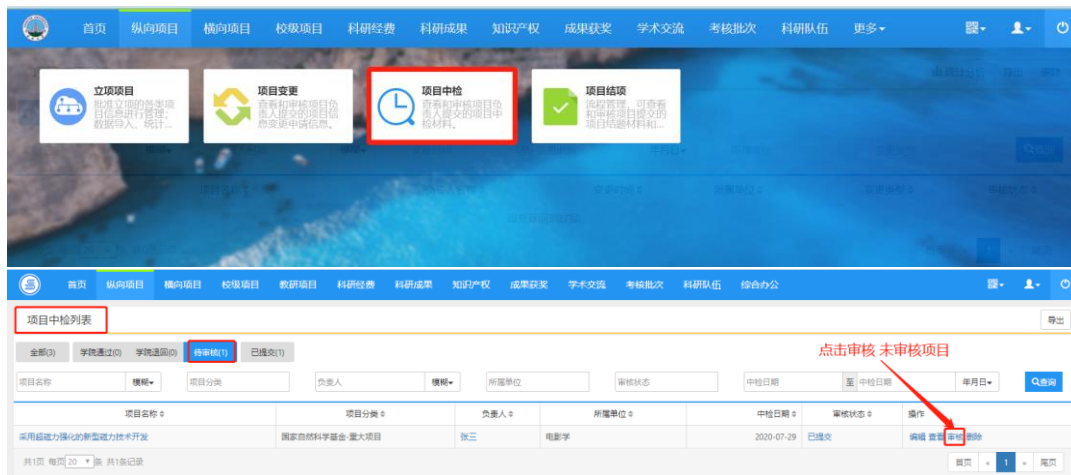 首页 纵向项目 横向项目 校级项目 科研经费 科研成果 知识产权 成果获奖 学术交流 考核批次 科研队伍 更多
立项项目
批准立项的各类项
目信息进行管理；
数据导入、统计...
项目变更
查看和审核项目负
责人提交的项目信
息变更申请信息。
项目中检
查看和审核项目负
责人提交的项目中
检材料。
项目结项
流程管理，可查看
和审核项目提交的
项目结题材料和...
首页 纵向项目 横向项目 校级项目 教研项目 科研经费 科研成果 知识产权 成果获奖 学术交流 考核批次 科研队伍 综合办公
项目中检列表 导出
全部(3) 学院通过(0) 学院退回(0) 待审核(1) 已提交(1)
点击审核 未审核项目
项目名称 模糊 项目分类 负责人 模糊 所属单位 审核状态 中检日期 至 中检日期 年月日 查询
项目名称 项目分类 负责人 所属单位 中检日期 审核状态 操作
采用超磁力强化的新型磁力技术开发 国家自然科学基金-重大项目 张三 电影学 2020-07-29 已提交 编辑 查看 审核 删除
共1页 每页 20 条 共1条记录 首页 « 1 » 尾页